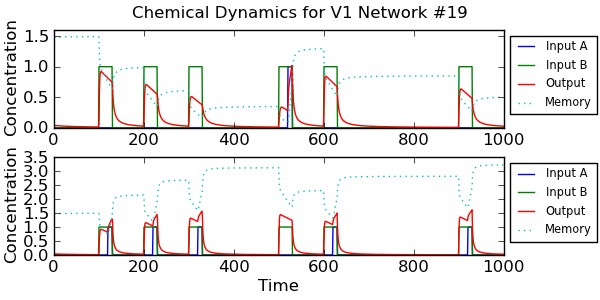 Chemical Dynamics for V1 Network #19
Concentration
1.5
1.0
0.5
0.0
0 200 400 600 800 1000
Input A
Input B
Output
Memory
Concentration
3.5
3.0
2.5
2.0
1.5
1.0
0.5
0.0
0 200 400 600 800 1000
Time
Input A
Input B
Output
Memory